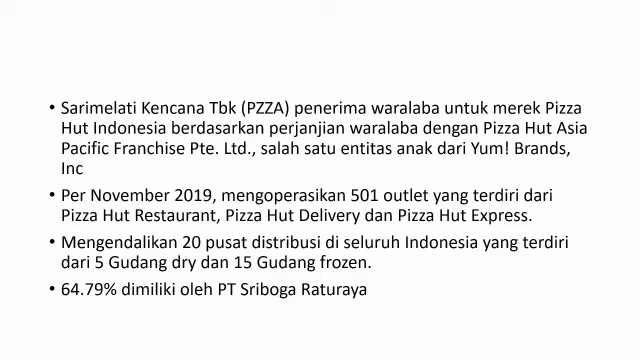 • Sarimelati Kencana Tbk (PZZA) penerima waralaba untuk merek Pizza
Hut Indonesia berdasarkan perjanjian waralaba dengan Pizza Hut Asia
Pacific Franchise Pte. Ltd., salah satu entitas anak dari Yum! Brands,
Inc
• Per November 2019, mengoperasikan 501 outlet yang terdiri dari
Pizza Hut Restaurant, Pizza Hut Delivery dan Pizza Hut Express.
• Mengendalikan 20 pusat distribusi di seluruh Indonesia yang terdiri
dari 5 Gudang dry dan 15 Gudang frozen.
• 64.79% dimiliki oleh PT Sriboga Raturaya